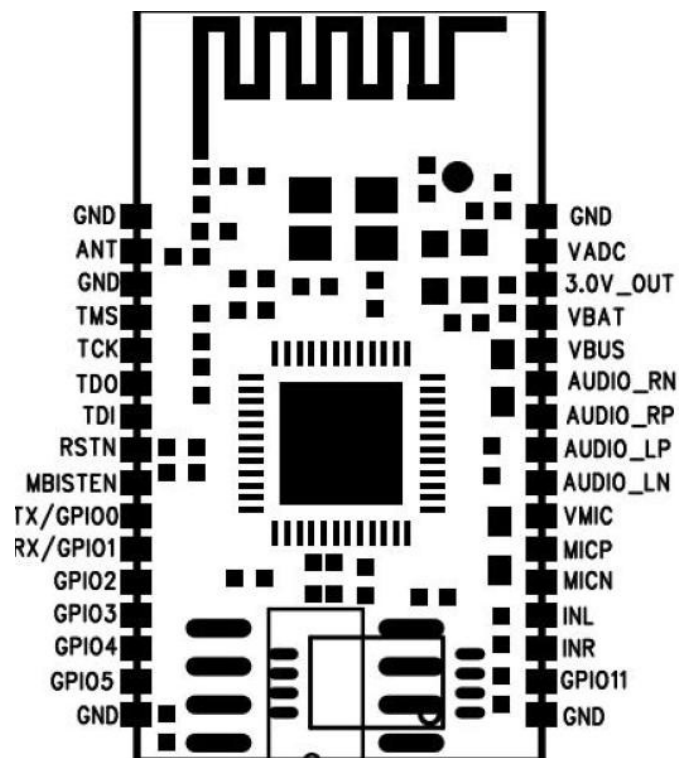 GND
ANT
GND
TMS
TCK
TDO
TDI
RSTN
MBISTEN
TX/GPIO0
RX/GPIO1
GPIO2
GPIO3
GPIO4
GPIO5
GND
GND
VADC
3.0V_OUT
VBAT
VBUS
AUDIO_RN
AUDIO_RP
AUDIO_LP
AUDIO_LN
VMIC
MICP
MICN
INL
INR
GPIO11
GND